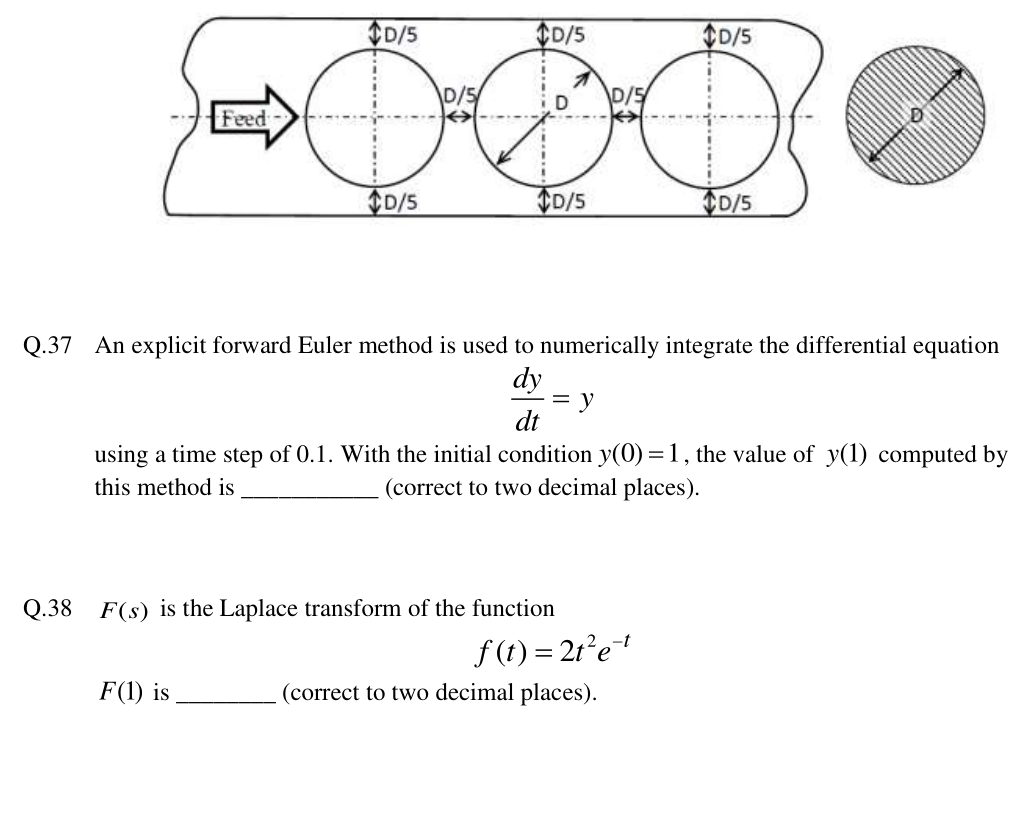 D/5 D/5 D/5
D/5 D/5
D D
Feed
D/5 D/5 D/5
Q.37 An explicit forward Euler method is used to numerically integrate the differential equation
dy/dt = y
using a time step of 0.1. With the initial condition y(0) = 1, the value of y(1) computed by
this method is ___________ (correct to two decimal places).
Q.38 F(s) is the Laplace transform of the function
f(t) = 2t²e⁻ᵗ
F(1) is ________ (correct to two decimal places).